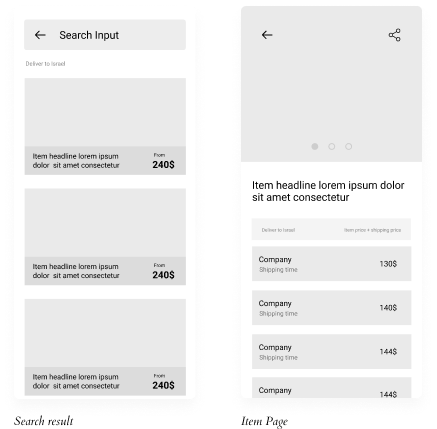 Search Input
Deliver to Israel
Item headline lorem ipsum
dolor sit amet consectetur
From
240$
Item headline lorem ipsum
dolor sit amet consectetur
From
240$
Item headline lorem ipsum
dolor sit amet consectetur
From
240$
Search result
Item headline lorem ipsum dolor
sit amet consectetur
Deliver to Israel
Item price + shipping price
Company
Shipping time
130$
Company
Shipping time
140$
Company
Shipping time
144$
Company
144$
Item Page